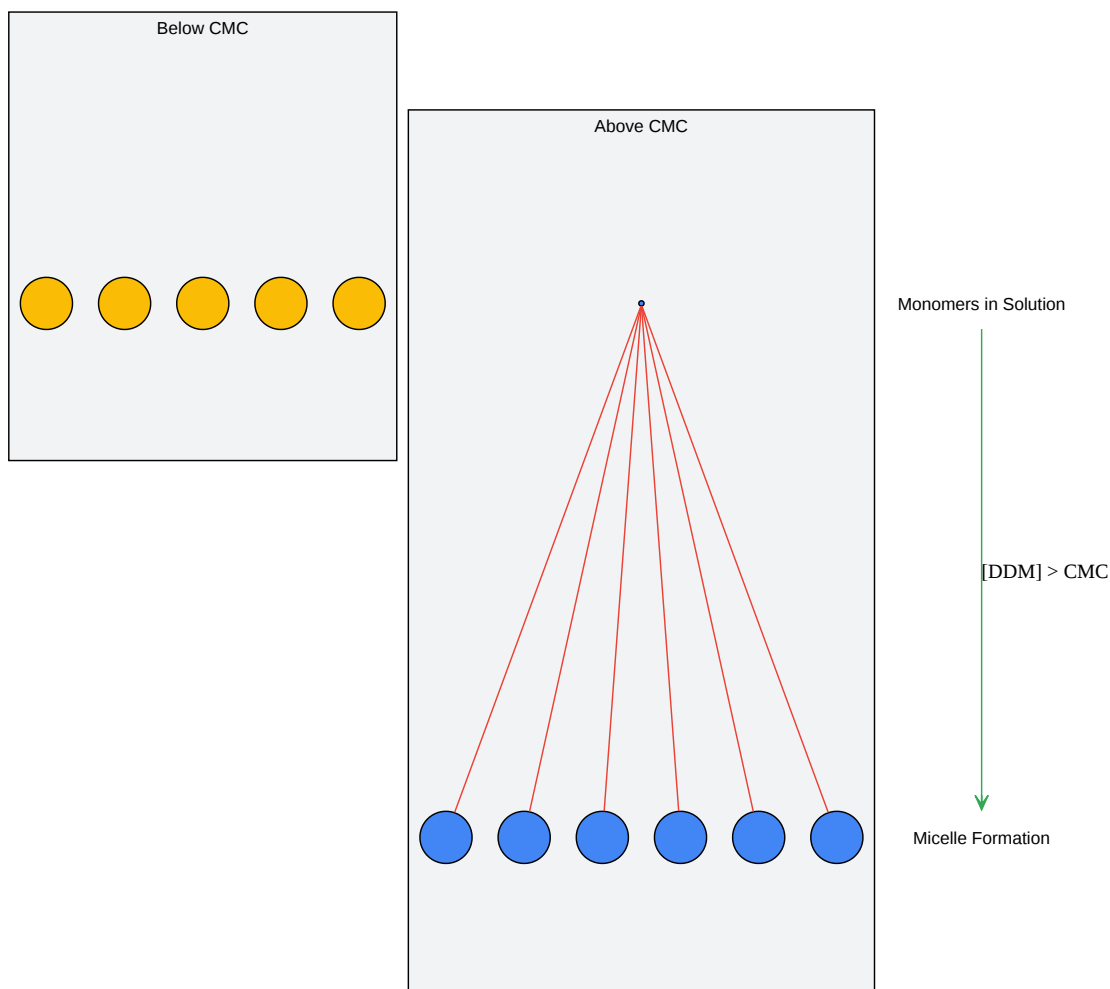 Below CMC
Above CMC
Monomers in Solution
[DDM] > CMC
Micelle Formation